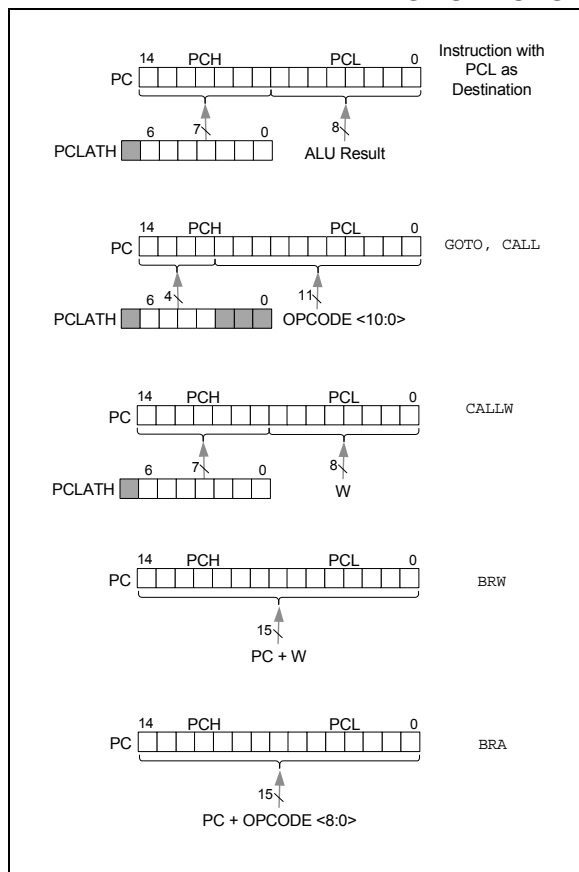 14 PCH PCL 0
PC
Instruction with
PCL as
Destination
6 7 0 8
PCLATH
ALU Result
14 PCH PCL 0
PC
GOTO, CALL
6 4 0 11
PCLATH
OPCODE <10:0>
14 PCH PCL 0
PC
CALLW
6 7 0 8
PCLATH
W
14 PCH PCL 0
PC
BRW
15
PC + W
14 PCH PCL 0
PC
BRA
15
PC + OPCODE <8:0>